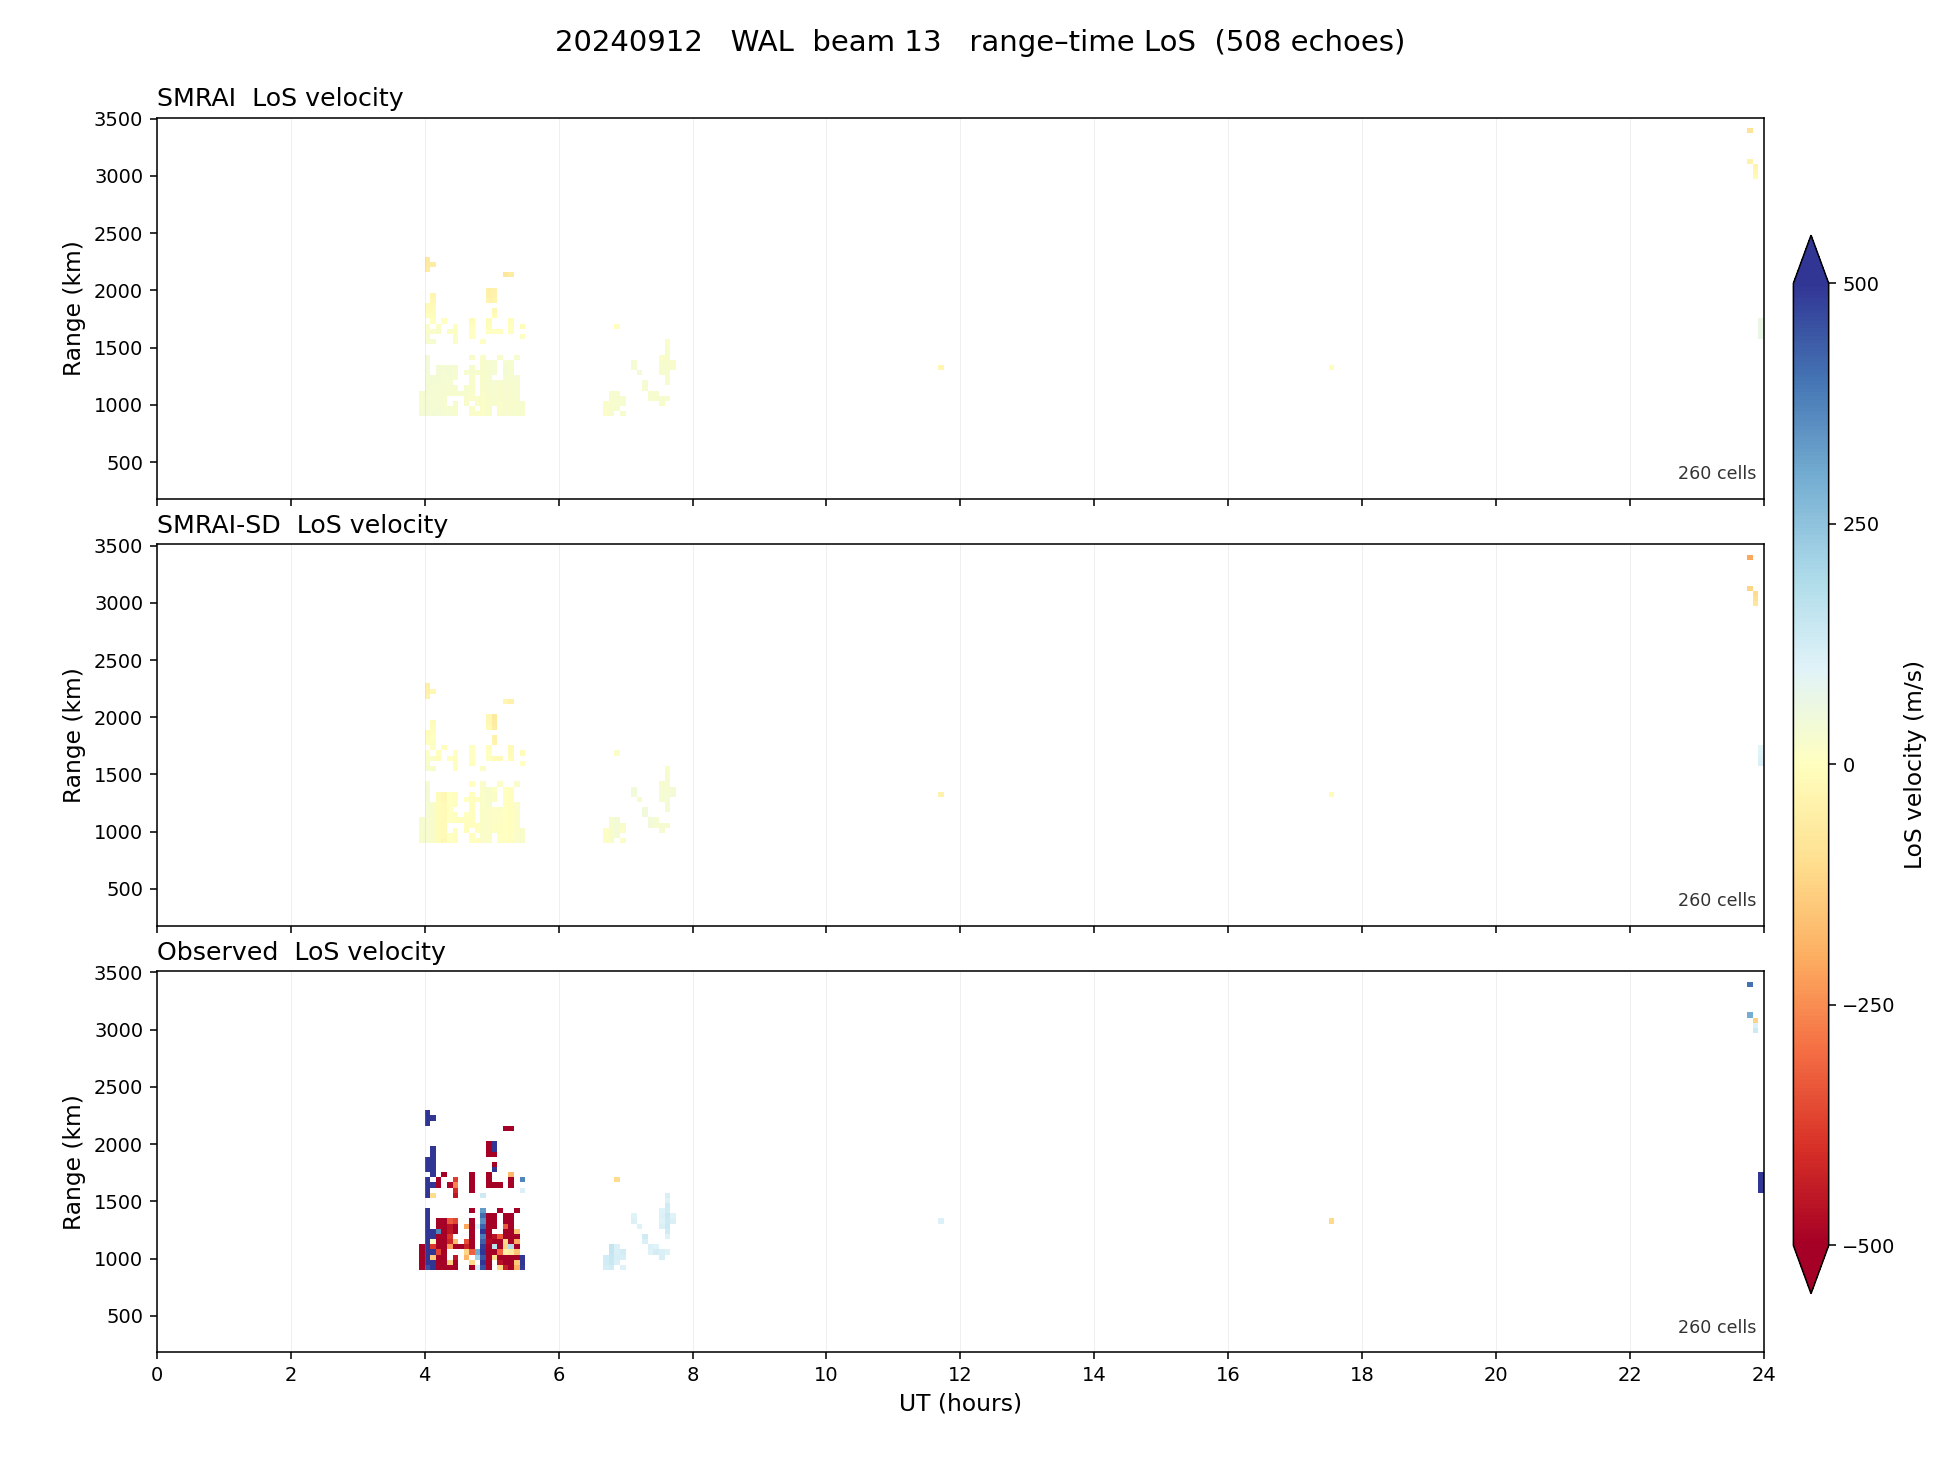 20240912   WAL  beam 13   range–time LoS  (508 echoes)
SMRAI  LoS velocity
3500
3000
2500
2000
1500
1000
500
Range (km)
260 cells
SMRAI-SD  LoS velocity
3500
3000
2500
2000
1500
1000
500
Range (km)
260 cells
Observed  LoS velocity
3500
3000
2500
2000
1500
1000
500
Range (km)
260 cells
0 2 4 6 8 10 12 14 16 18 20 22 24
UT (hours)
500
250
0
−250
−500
LoS velocity (m/s)